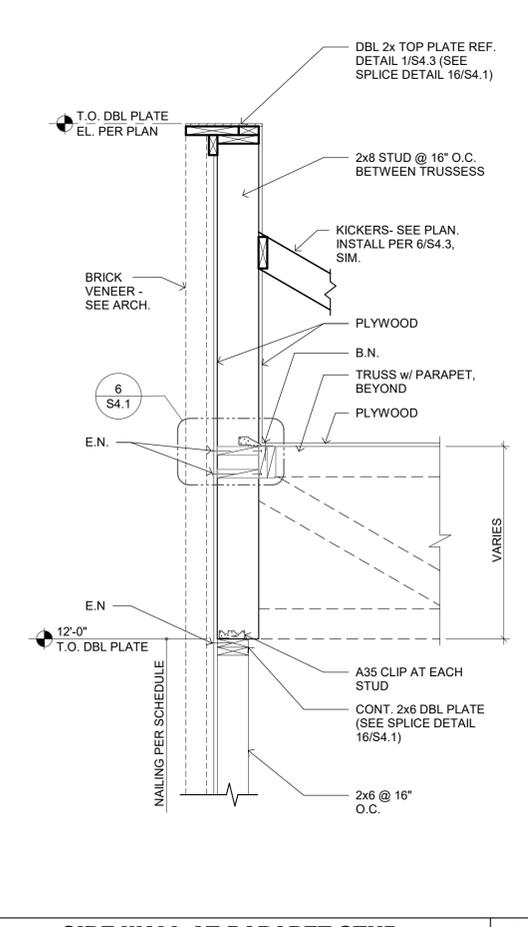 DBL 2x TOP PLATE REF.
DETAIL 1/S4.3 (SEE
SPLICE DETAIL 16/S4.1)
T.O. DBL PLATE
EL. PER PLAN
2x8 STUD @ 16" O.C.
BETWEEN TRUSSESS
KICKERS- SEE PLAN.
INSTALL PER 6/S4.3,
SIM.
BRICK
VENEER -
SEE ARCH.
PLYWOOD
B.N.
TRUSS w/ PARAPET,
BEYOND
PLYWOOD
6
S4.1
E.N.
VARIES
E.N
12'-0"
T.O. DBL PLATE
A35 CLIP AT EACH
STUD
CONT. 2x6 DBL PLATE
(SEE SPLICE DETAIL
16/S4.1)
NAILING PER SCHEDULE
2x6 @ 16"
O.C.